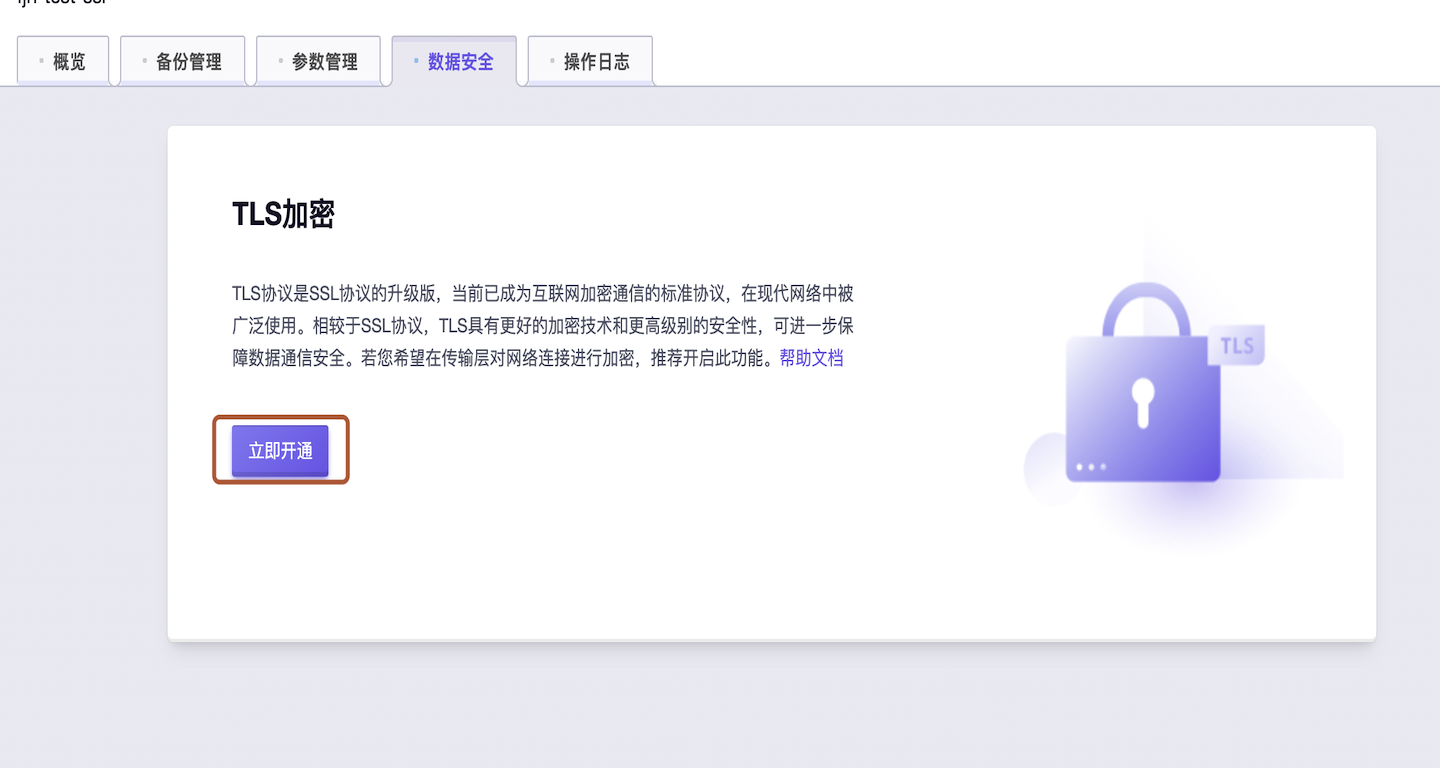 概览
备份管理
参数管理
数据安全
操作日志
TLS加密
TLS协议是SSL协议的升级版，当前已成为互联网加密通信的标准协议，在现代网络中被
广泛使用。相较于SSL协议，TLS具有更好的加密技术和更高级别的安全性，可进一步保
障数据通信安全。若您希望在传输层对网络连接进行加密，推荐开启此功能。帮助文档
TLS
立即开通